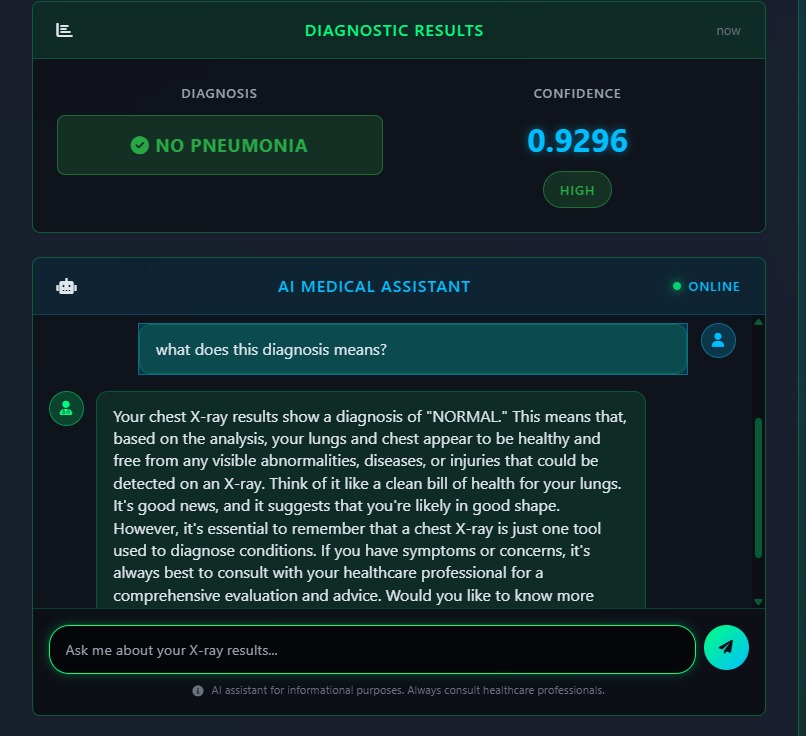 DIAGNOSTIC RESULTS
now
DIAGNOSIS
CONFIDENCE
NO PNEUMONIA
0.9296
HIGH
AI MEDICAL ASSISTANT
ONLINE
what does this diagnosis means?
Your chest X-ray results show a diagnosis of "NORMAL." This means that,
based on the analysis, your lungs and chest appear to be healthy and
free from any visible abnormalities, diseases, or injuries that could be
detected on an X-ray. Think of it like a clean bill of health for your lungs.
It's good news, and it suggests that you're likely in good shape.
However, it's essential to remember that a chest X-ray is just one tool
used to diagnose conditions. If you have symptoms or concerns, it's
always best to consult with your healthcare professional for a
comprehensive evaluation and advice. Would you like to know more
Ask me about your X-ray results...
AI assistant for informational purposes. Always consult healthcare professionals.